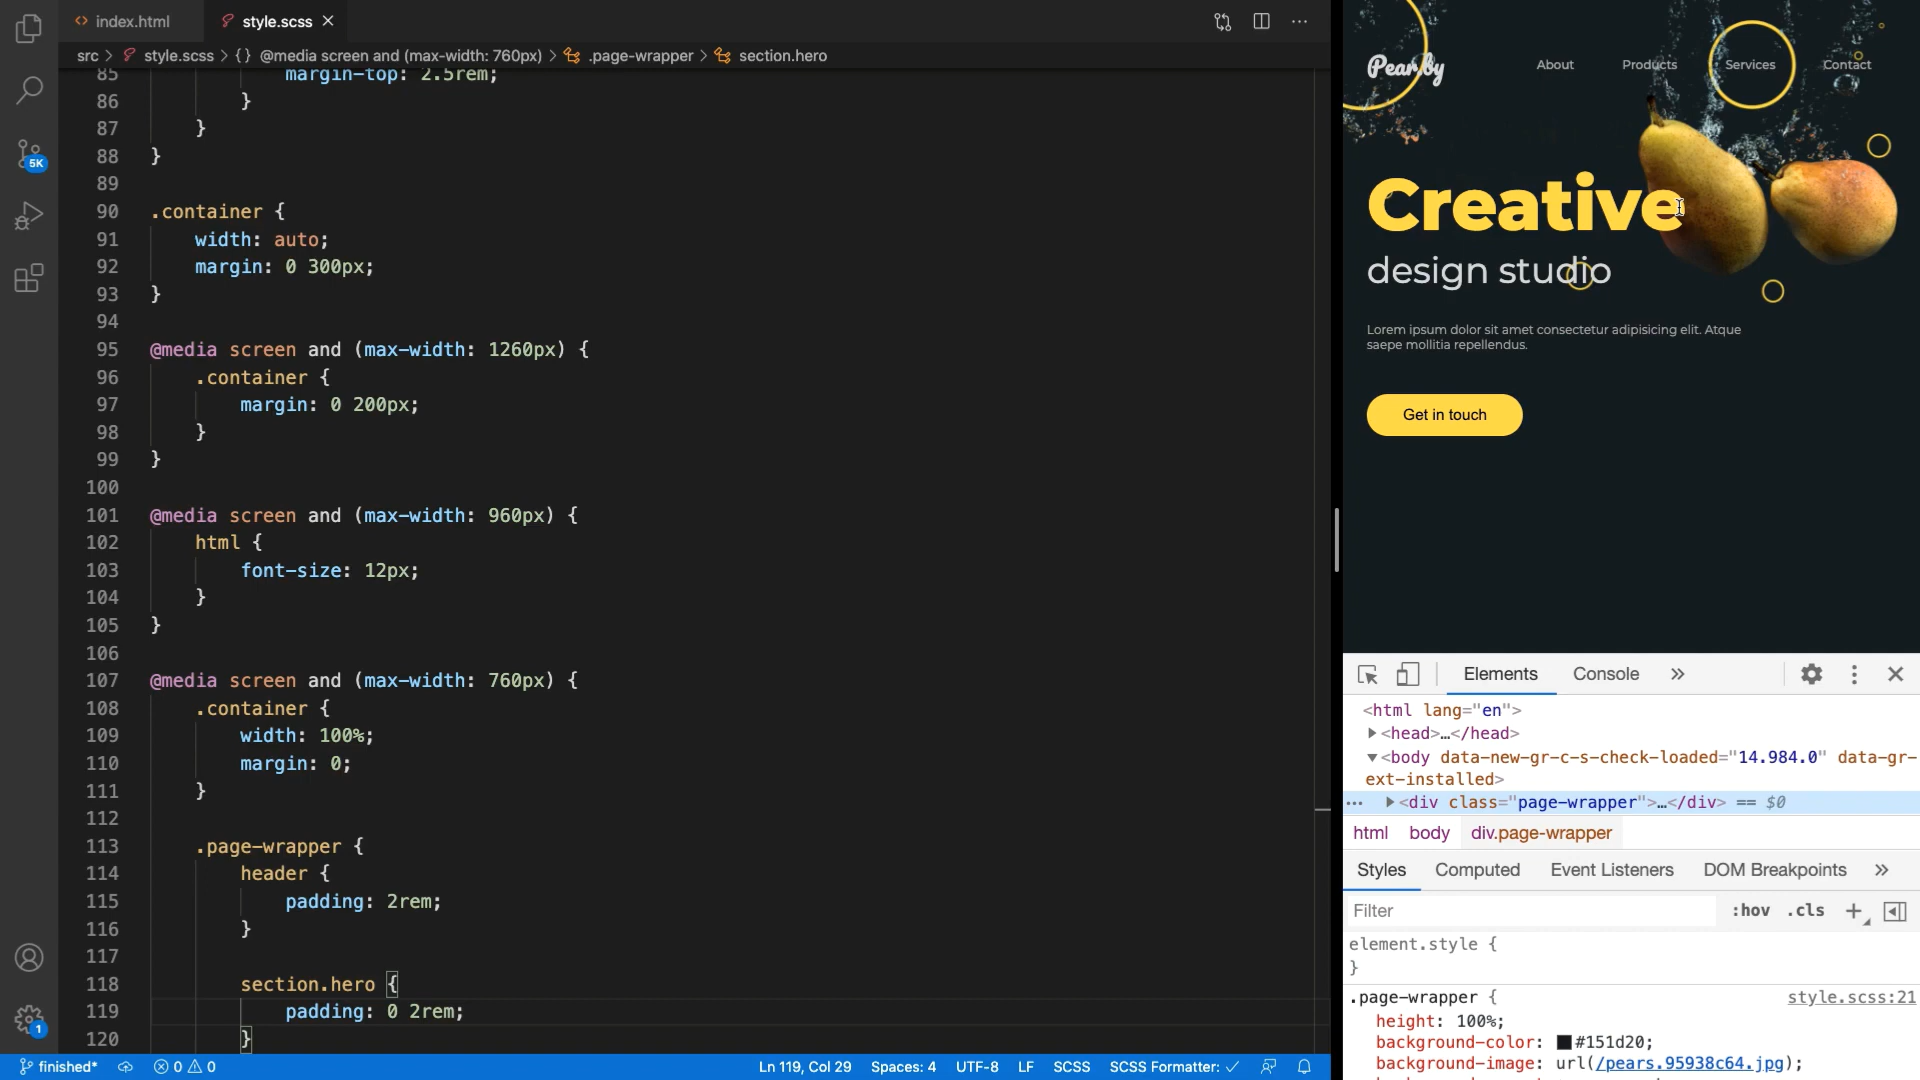 index.html
style.scss
src > style.scss > {} @media screen and (max-width: 760px) > .page-wrapper > section.hero
5K
1
85 margin-top: 2.5rem;
86 }
87 }
88 }
89
90 .container {
91 width: auto;
92 margin: 0 300px;
93 }
94
95 @media screen and (max-width: 1260px) {
96 .container {
97 margin: 0 200px;
98 }
99 }
100
101 @media screen and (max-width: 960px) {
102 html {
103 font-size: 12px;
104 }
105 }
106
107 @media screen and (max-width: 760px) {
108 .container {
109 width: 100%;
110 margin: 0;
111 }
112
113 .page-wrapper {
114 header {
115 padding: 2rem;
116 }
117
118 section.hero {
119 padding: 0 2rem;
120 }
finished* 0 0 Ln 119, Col 29 Spaces: 4 UTF-8 LF SCSS SCSS Formatter: ✓
Pear.by About Products Services Contact
Creative
design studio
Lorem ipsum dolor sit amet consectetur adipisicing elit. Atque
saepe mollitia repellendus.
Get in touch
Elements Console »
<html lang="en">
<head>…</head>
<body data-new-gr-c-s-check-loaded="14.984.0" data-gr-
ext-installed>
… <div class="page-wrapper">…</div> == $0
html body div.page-wrapper
Styles Computed Event Listeners DOM Breakpoints »
Filter :hov .cls +
element.style {
}
.page-wrapper { style.scss:21
height: 100%;
background-color: #151d20;
background-image: url(/pears.95938c64.jpg);